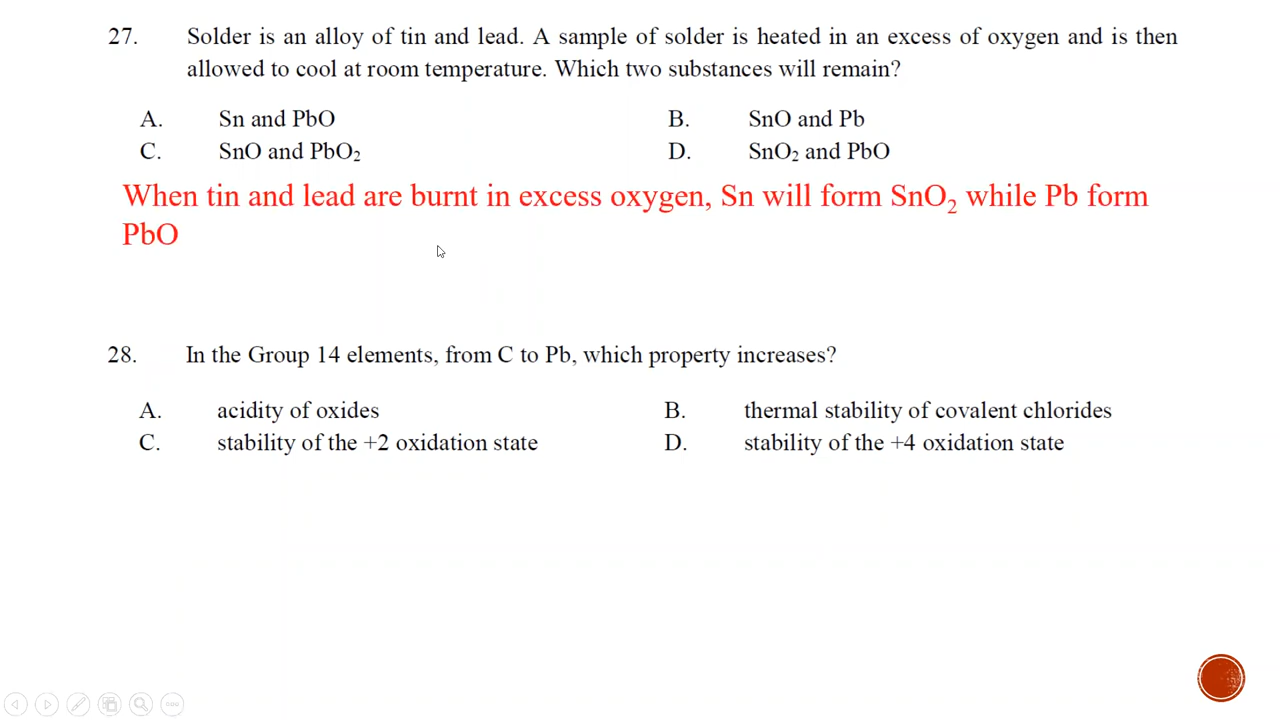 27. Solder is an alloy of tin and lead. A sample of solder is heated in an excess of oxygen and is then
allowed to cool at room temperature. Which two substances will remain?
A. Sn and PbO B. SnO and Pb
C. SnO and PbO₂ D. SnO₂ and PbO
When tin and lead are burnt in excess oxygen, Sn will form SnO₂ while Pb form
PbO
28. In the Group 14 elements, from C to Pb, which property increases?
A. acidity of oxides B. thermal stability of covalent chlorides
C. stability of the +2 oxidation state D. stability of the +4 oxidation state